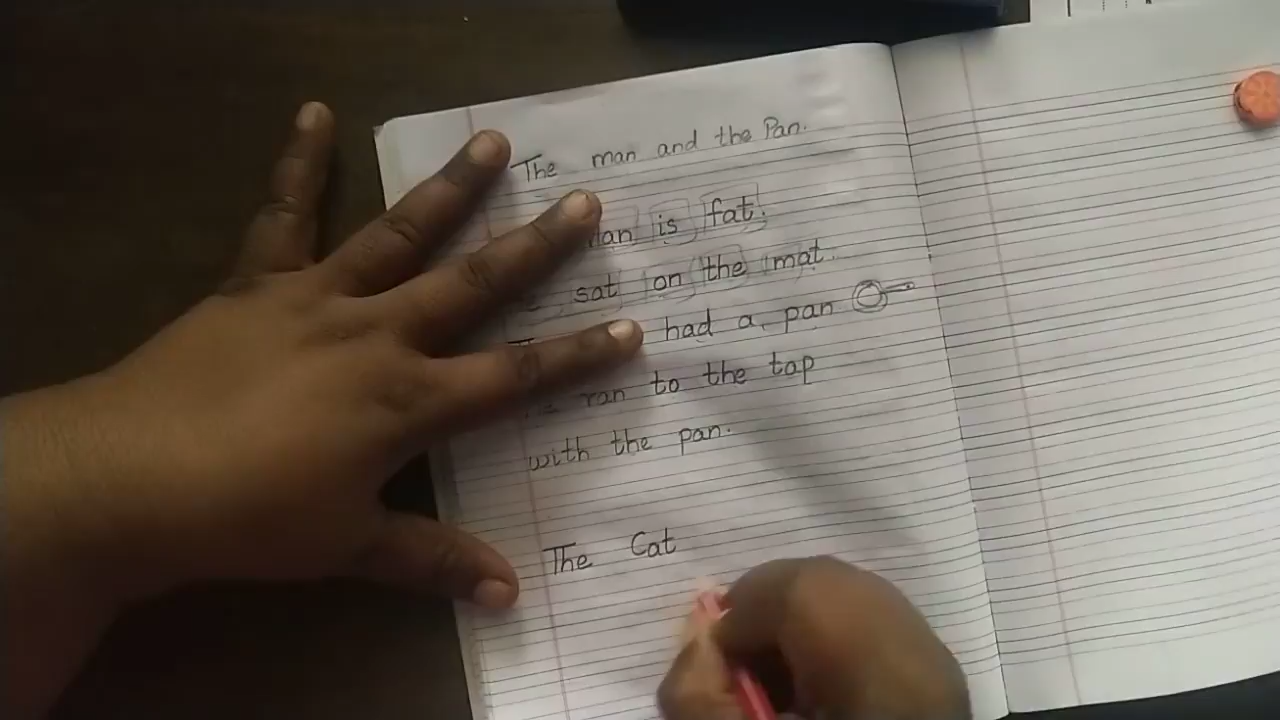 The man and the Pan.
is fat.
sat on the mat.
had a pan
ran to the tap
with the pan.
The Cat